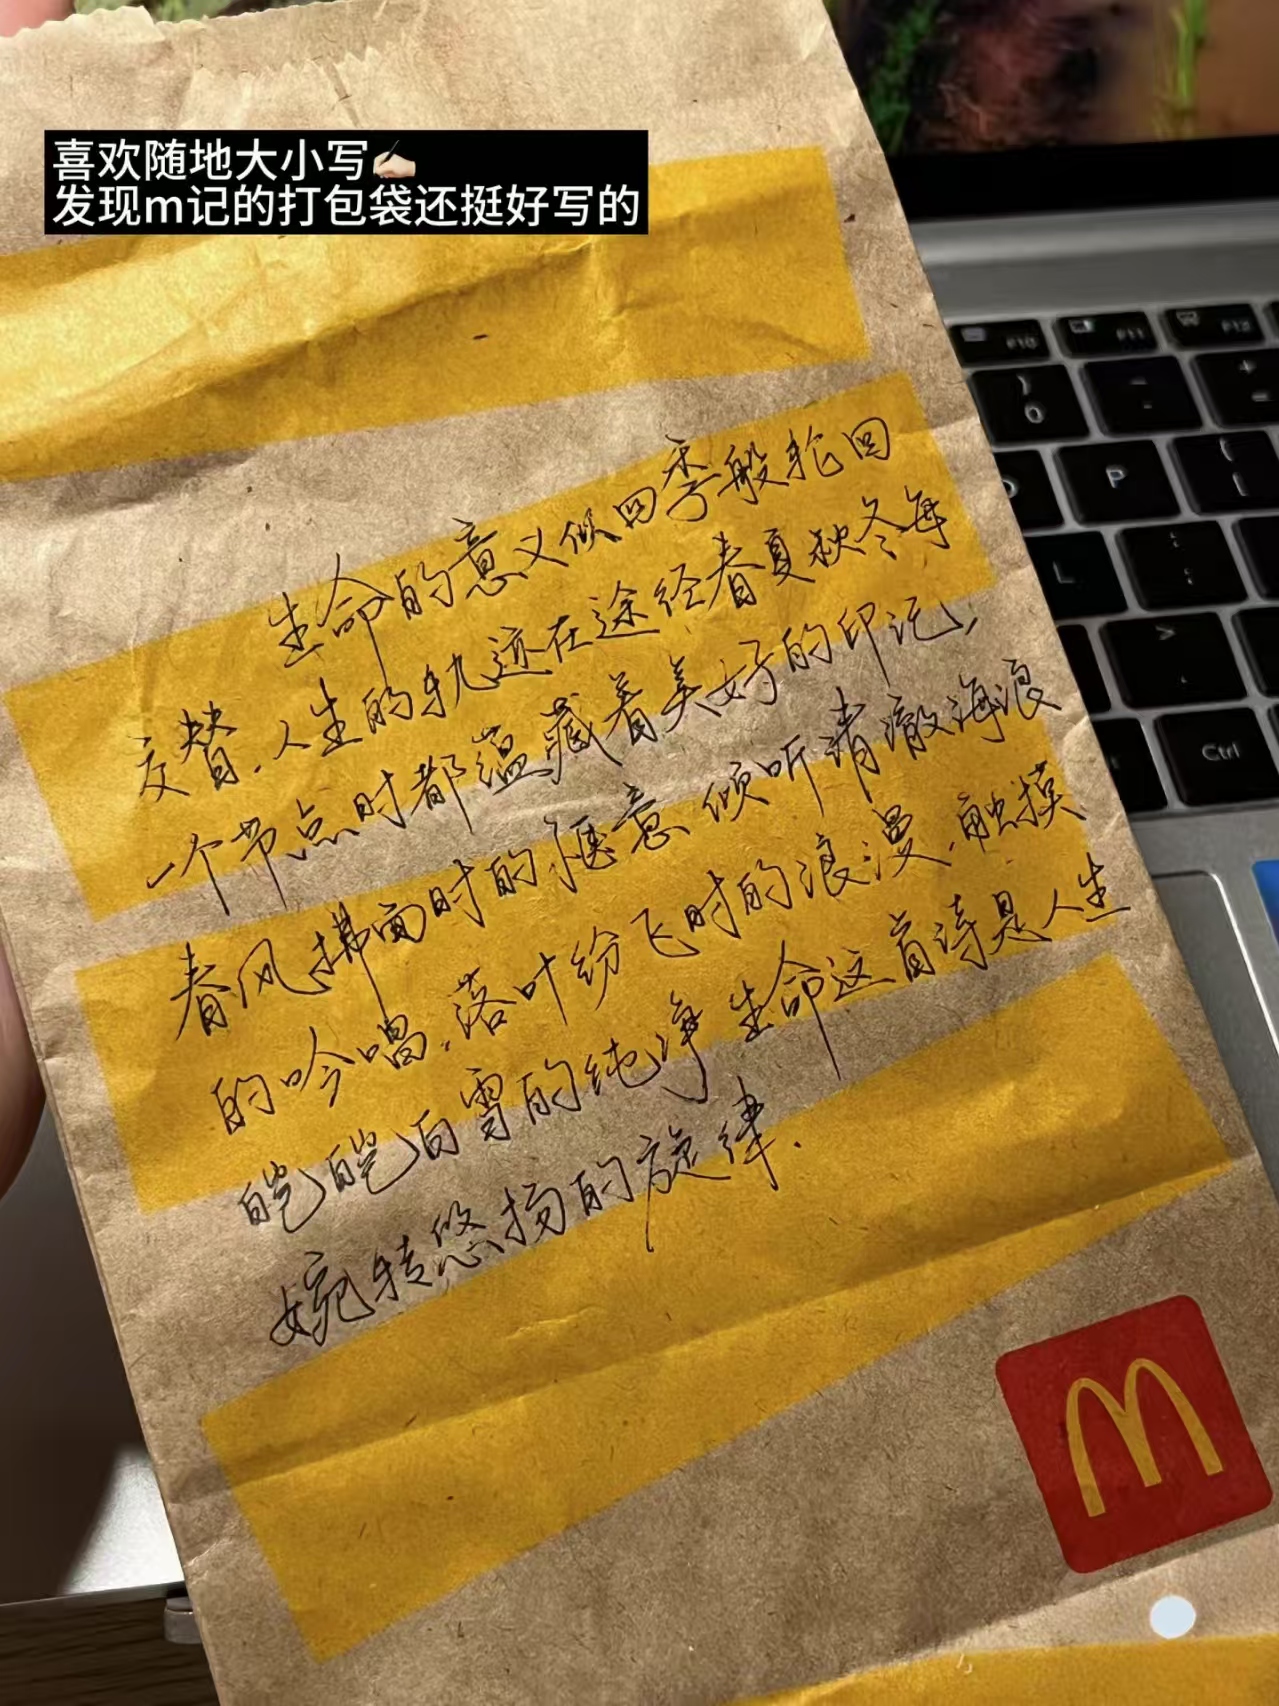 喜欢随地大小写✍🏻
发现m记的打包袋还挺好写的
生命的意义似四季般轮回
交替.人生的轨迹在途经春夏秋冬每
一个节点时都蕴藏着美好的印记,
春风拂面时的惬意 倾听清澈海浪
的吟唱.落叶纷飞时的浪漫.触摸
皑皑白雪的纯净 生命这首诗是人生
婉转悠扬的旋律.
F10
F11
F12
)
0
-
+
=
P
{
[
L
:
;
>
.
Ctrl
M